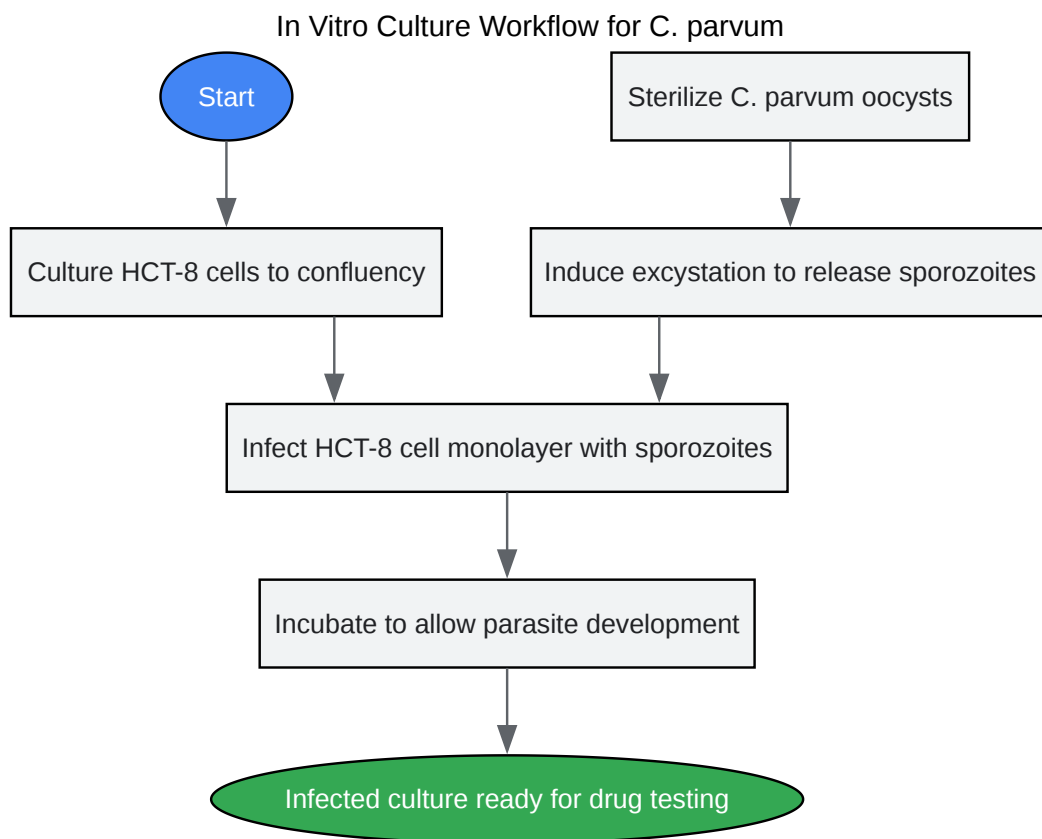 In Vitro Culture Workflow for C. parvum
Start
Sterilize C. parvum oocysts
Culture HCT-8 cells to confluency
Induce excystation to release sporozoites
Infect HCT-8 cell monolayer with sporozoites
Incubate to allow parasite development
Infected culture ready for drug testing